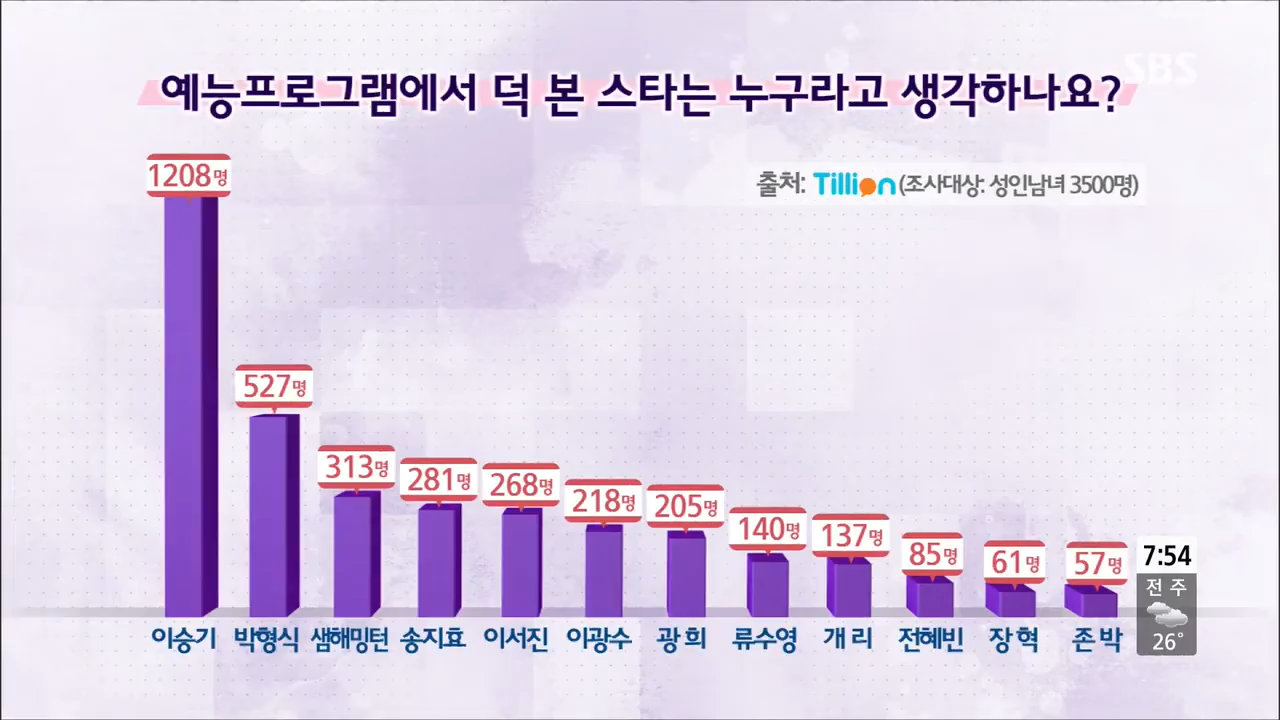 SBS
예능프로그램에서 덕 본 스타는 누구라고 생각하나요?
출처: Tillion (조사대상: 성인남녀 3500명)
1208명
527명
313명
281명
268명
218명
205명
140명
137명
85명
61명
57명
이승기 박형식 샘해밍턴 송지효 이서진 이광수 광희 류수영 개리 전혜빈 장혁 존박
7:54
전주
26°